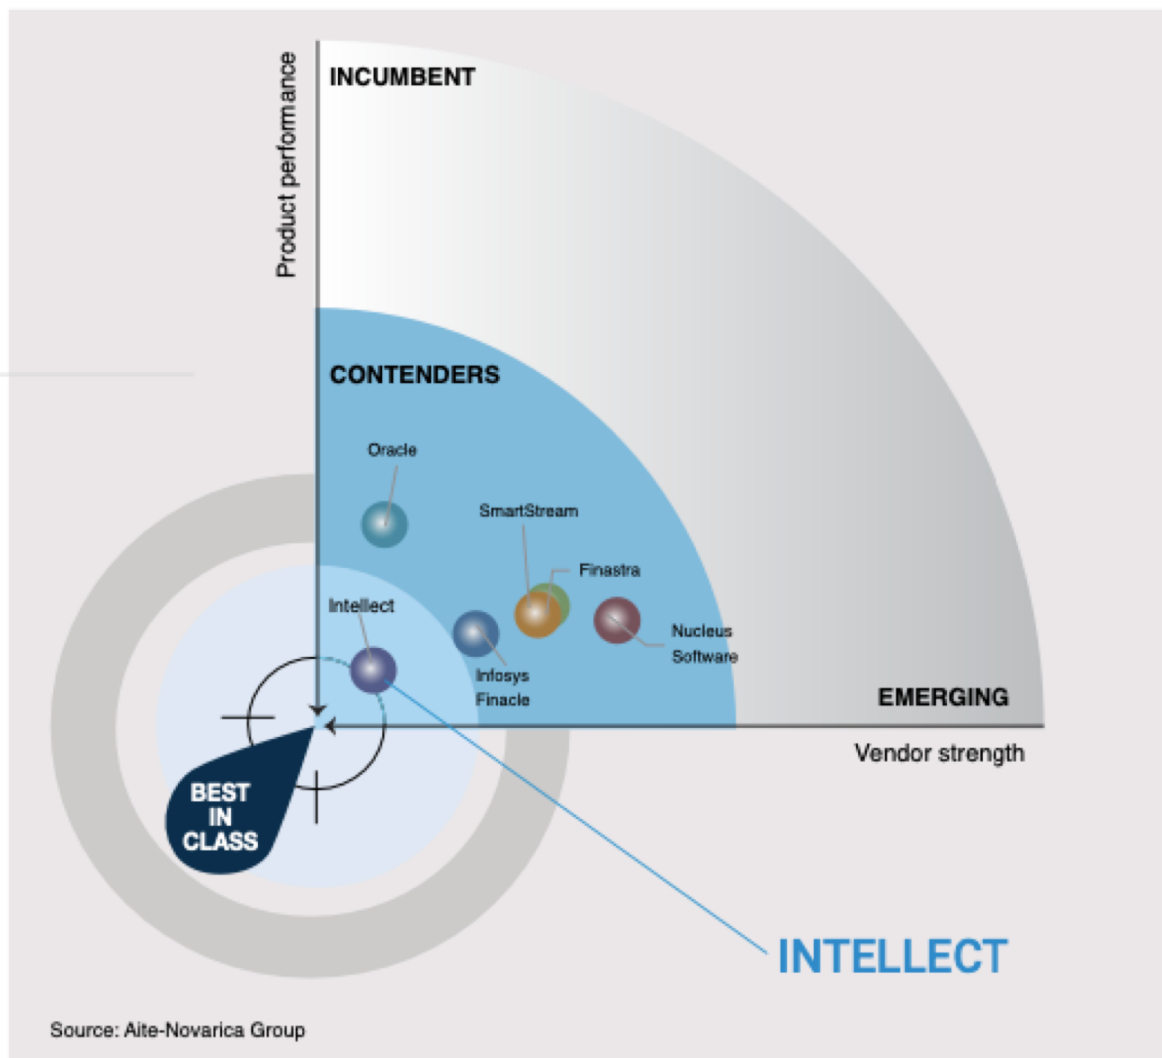 INCUMBENT
Product performance
CONTENDERS
Oracle
SmartStream
Finastra
Intellect
Nucleus
Software
Infosys
Finacle
EMERGING
Vendor strength
BEST
IN
CLASS
INTELLECT
Source: Aite-Novarica Group